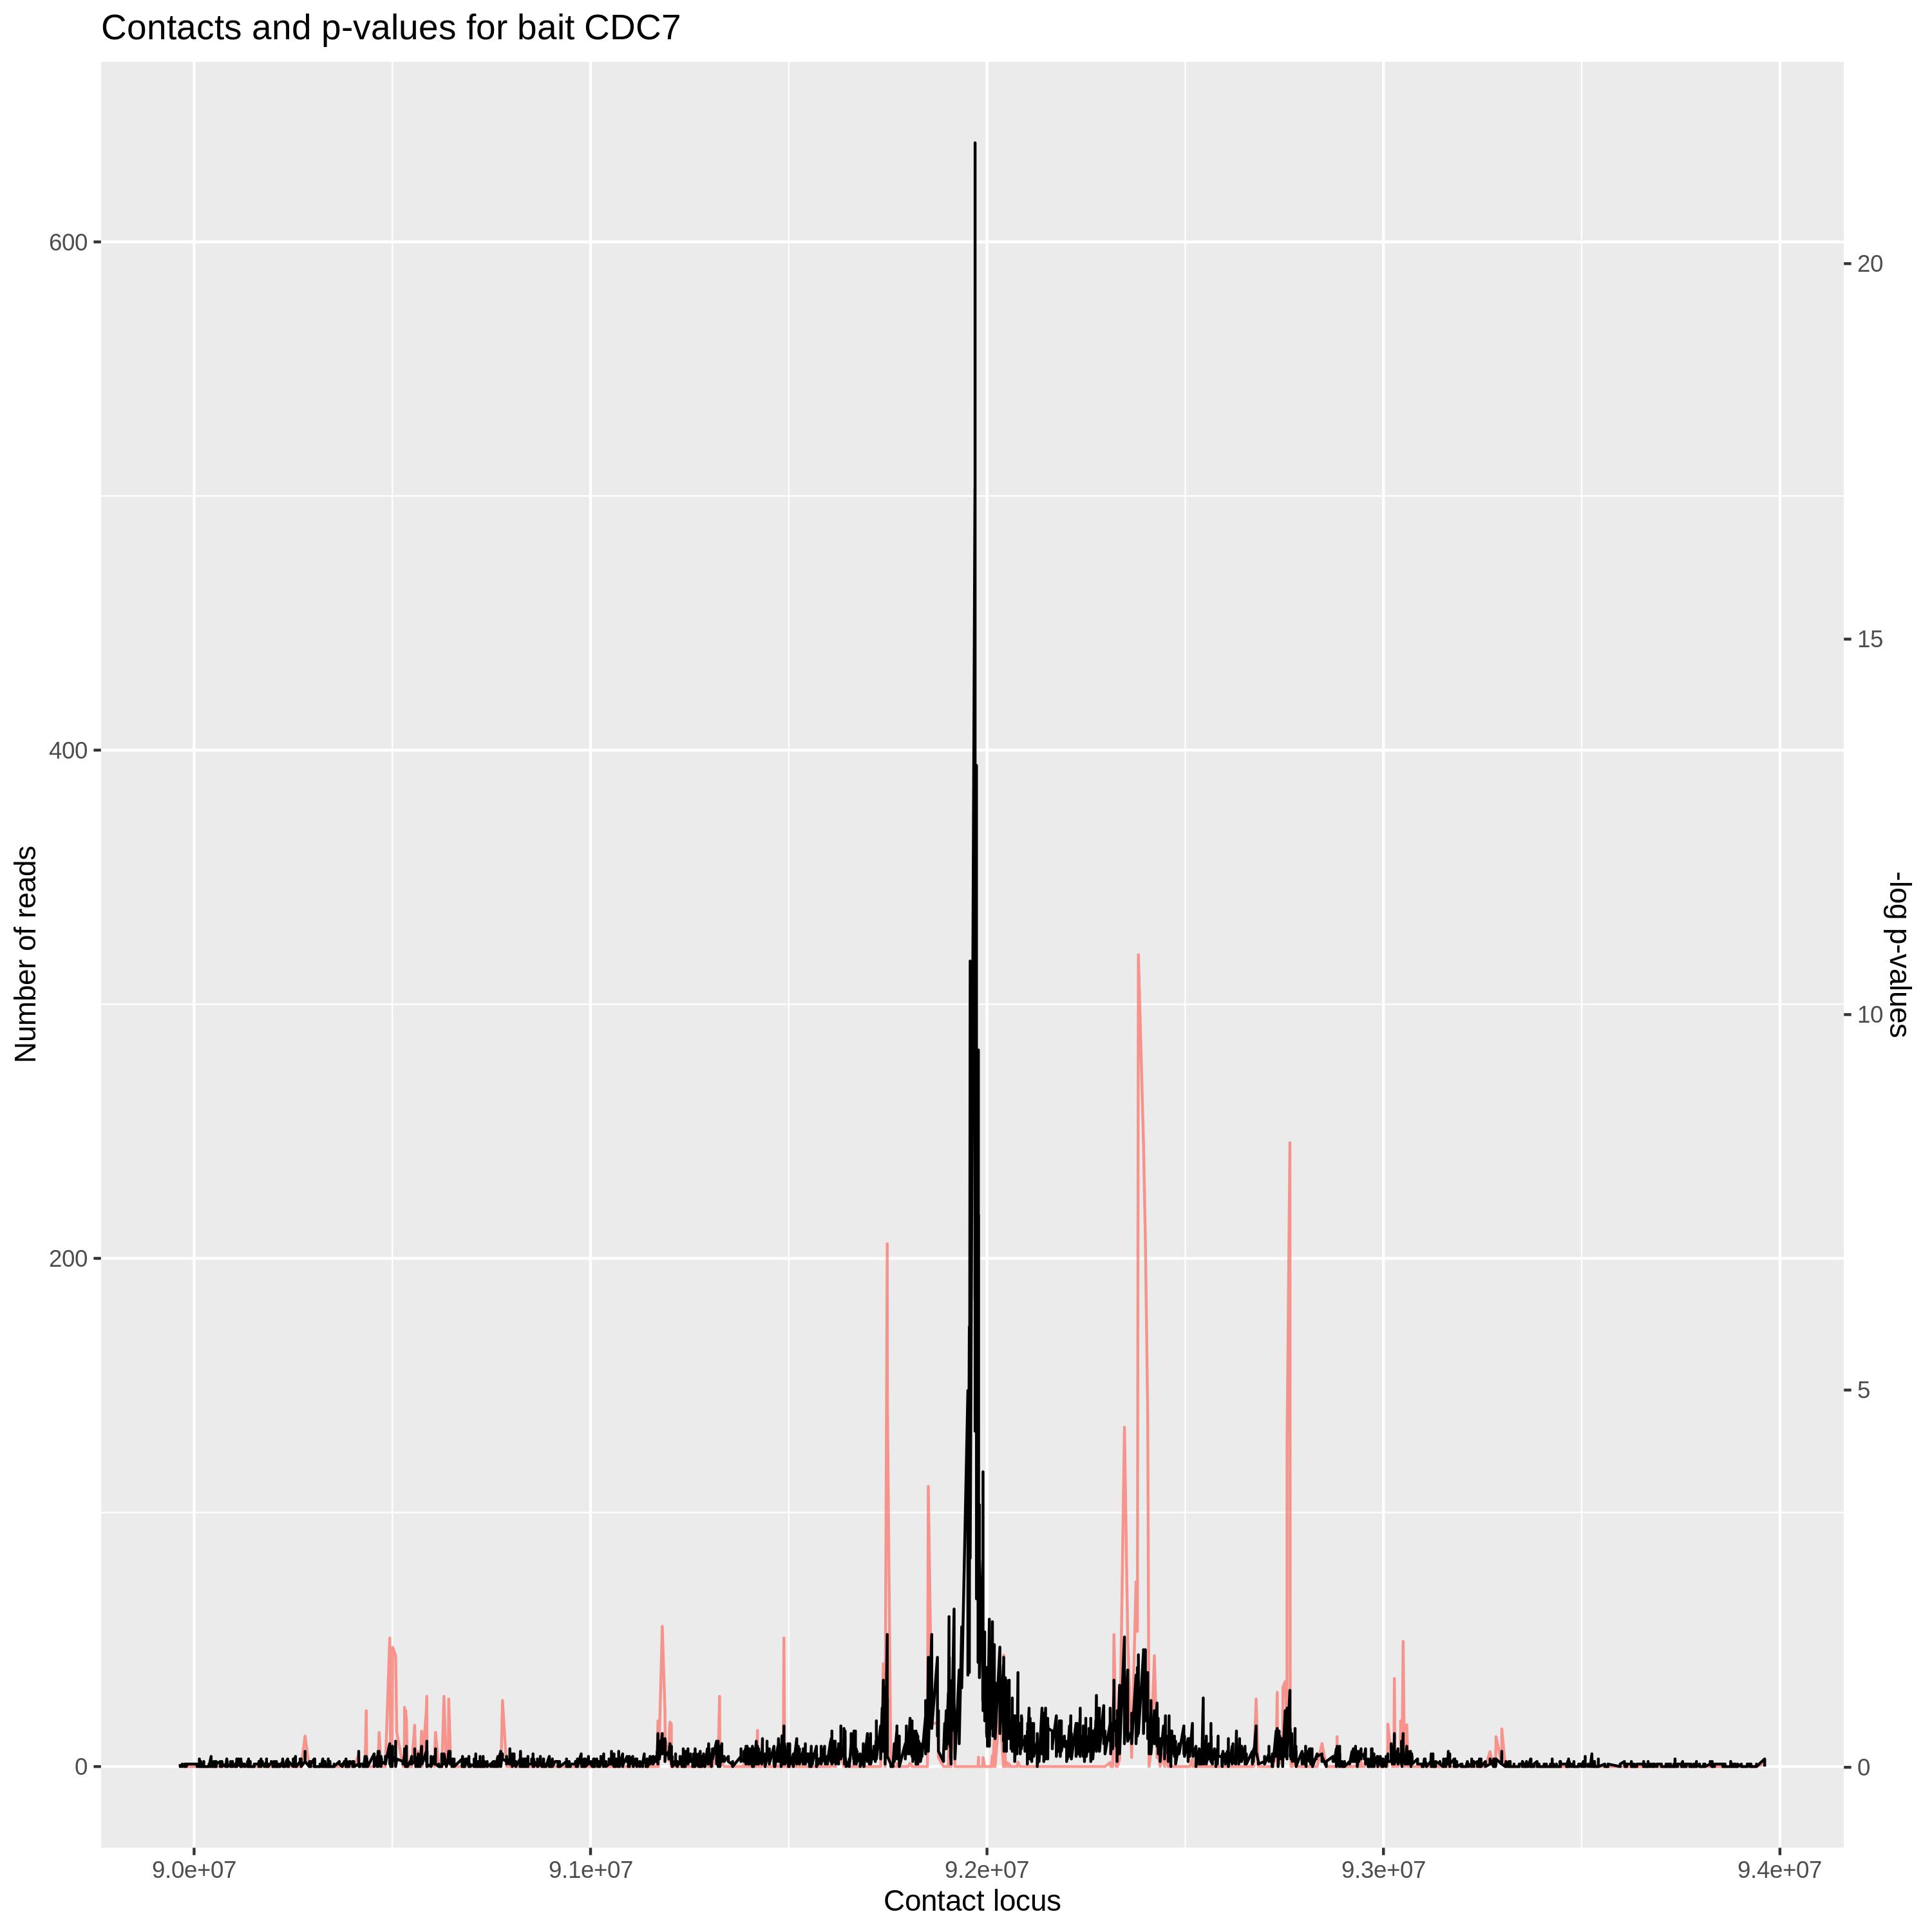 Contacts and p-values for bait CDC7
Number of reads
600
400
200
0
20
15
10
5
0
-log p-values
9.0e+07
9.1e+07
9.2e+07
9.3e+07
9.4e+07
Contact locus